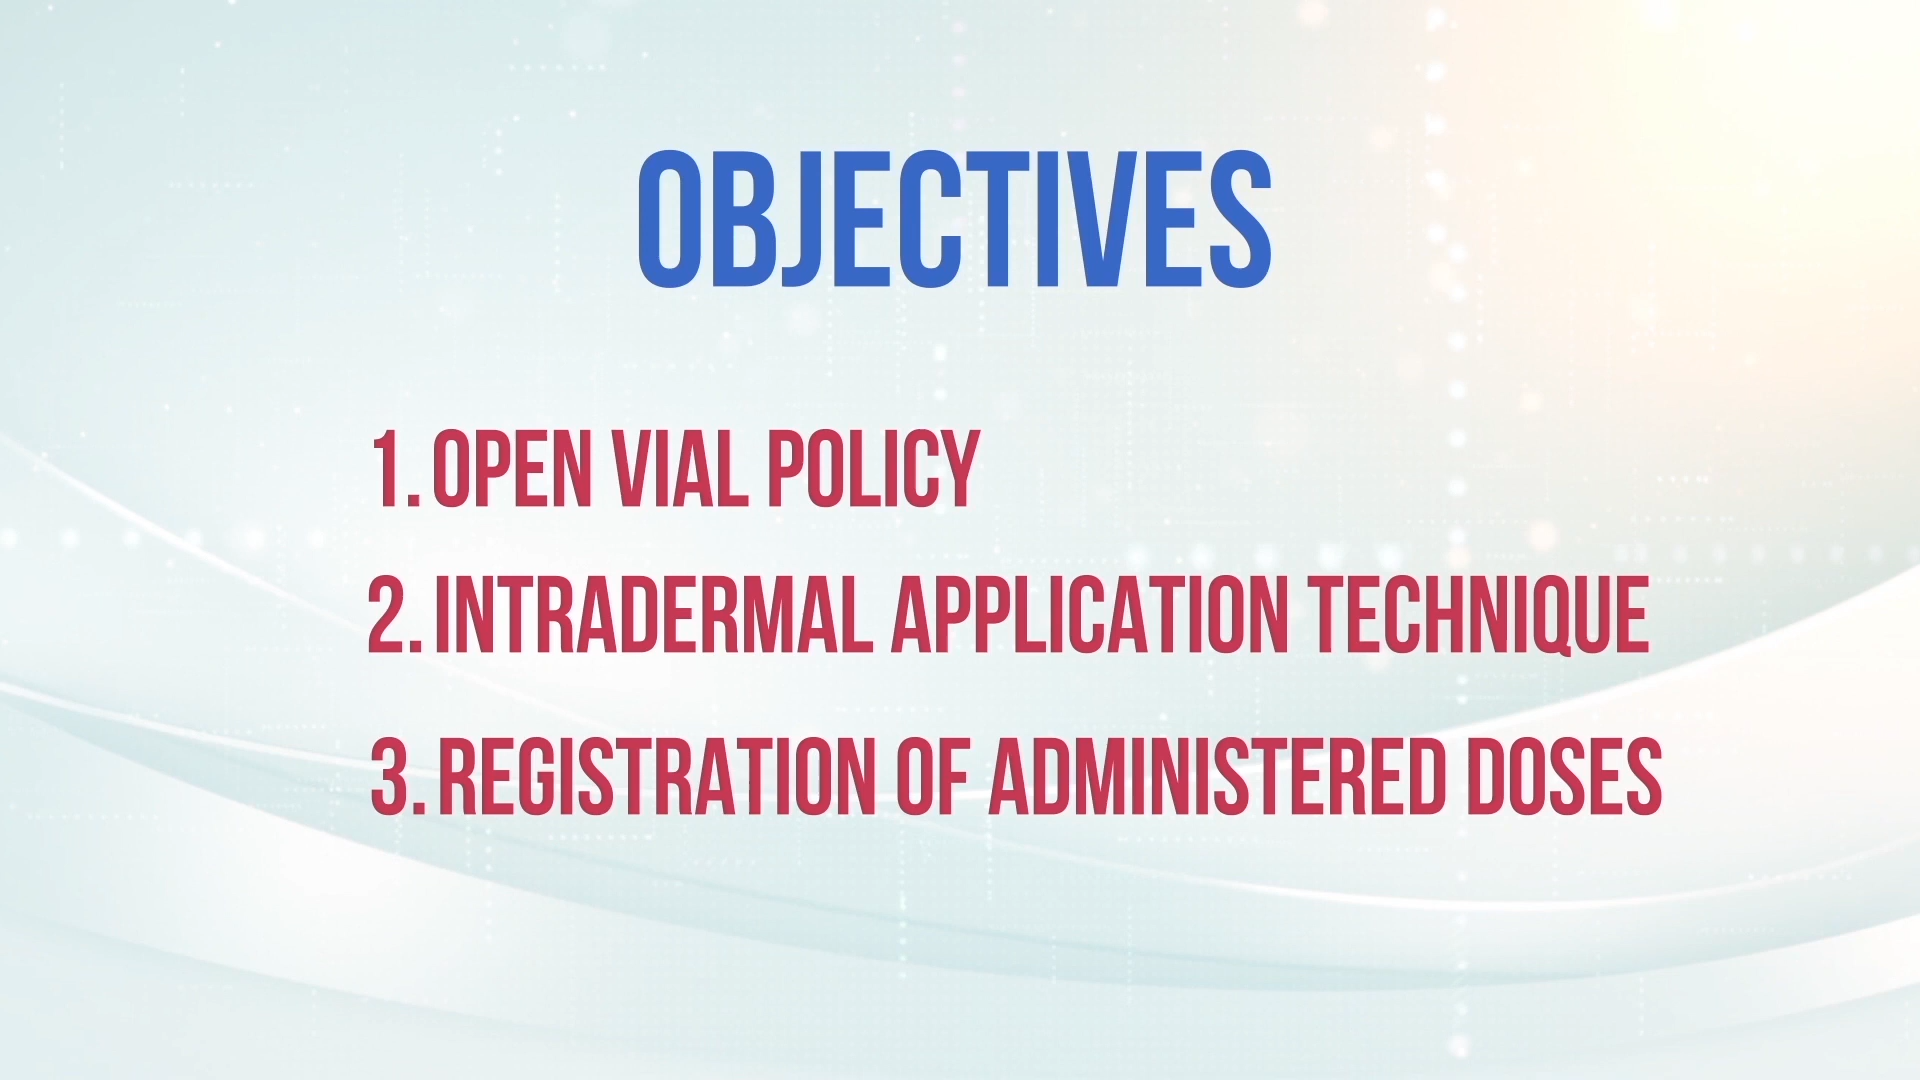 OBJECTIVES
1. OPEN VIAL POLICY
2. INTRADERMAL APPLICATION TECHNIQUE
3. REGISTRATION OF ADMINISTERED DOSES